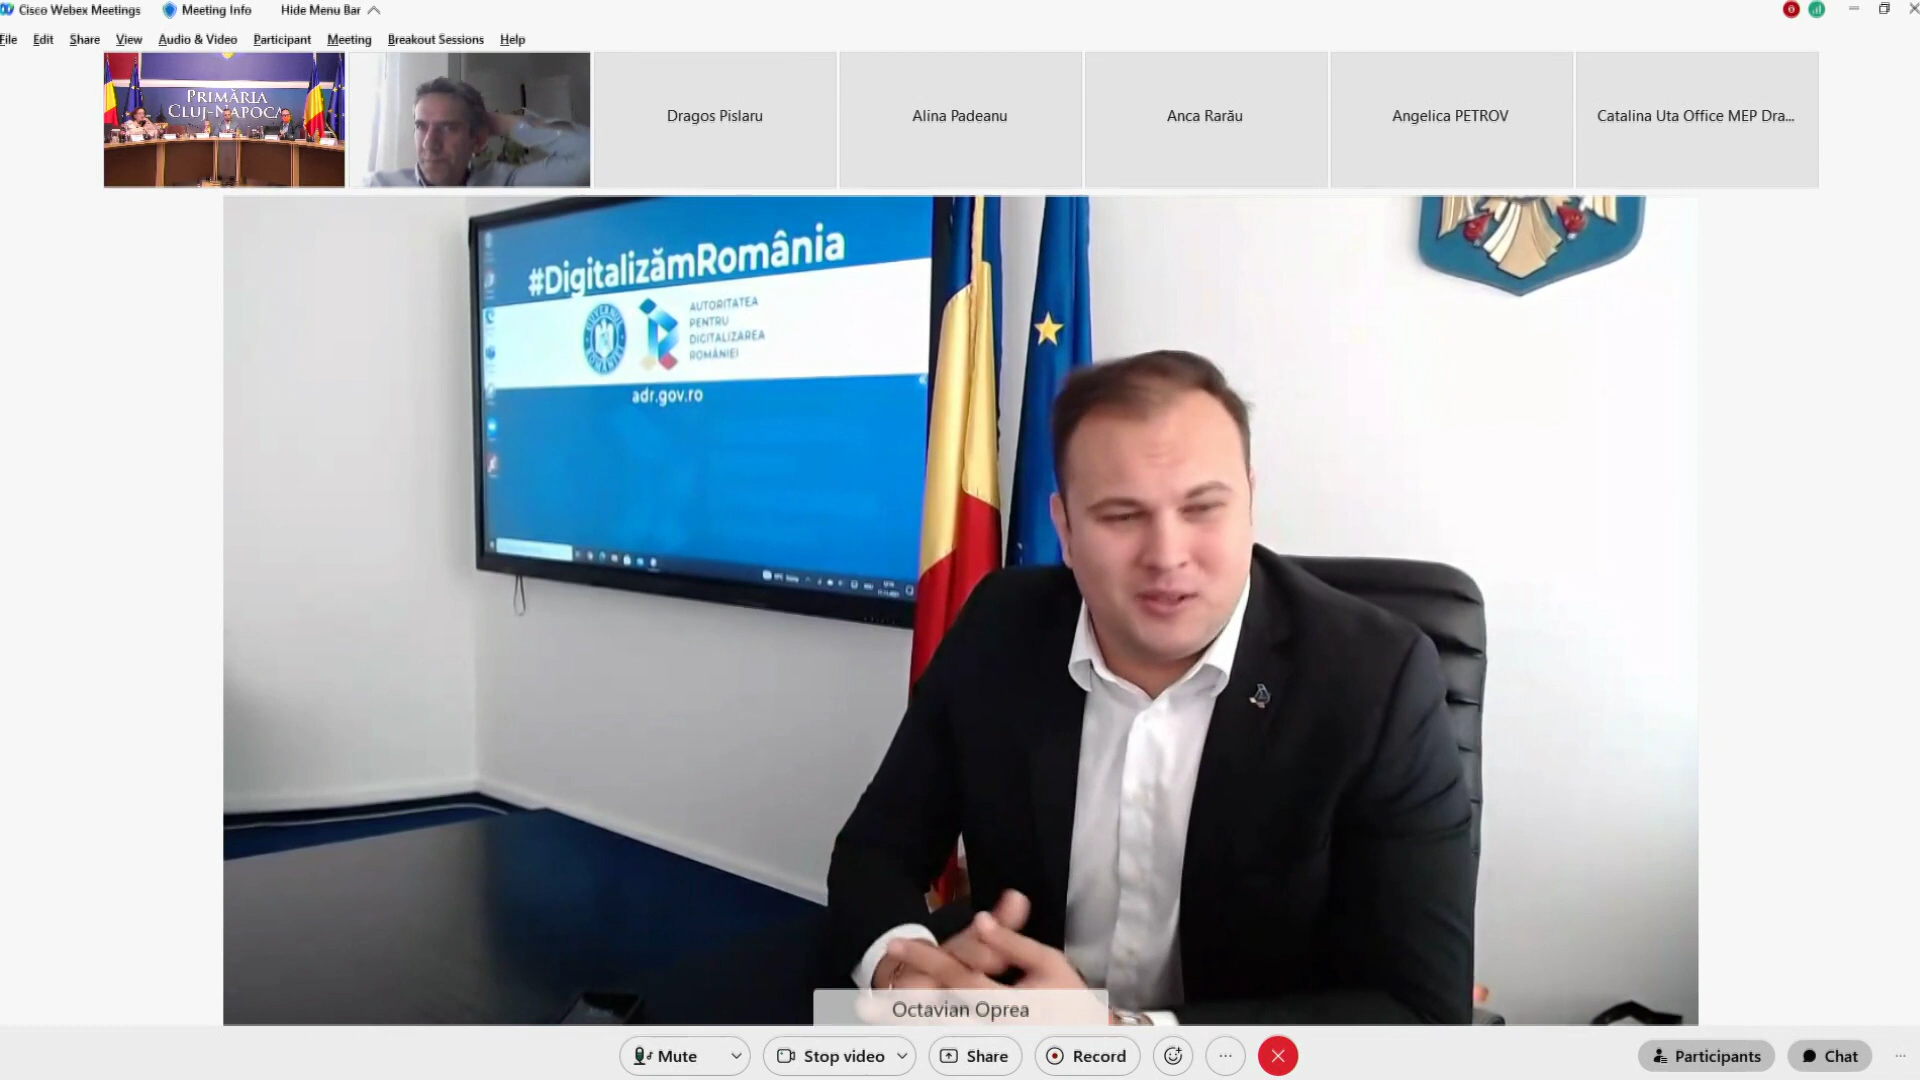 Cisco Webex Meetings Meeting Info Hide Menu Bar
File Edit Share View Audio & Video Participant Meeting Breakout Sessions Help
PRIMĂRIA
CLUJ-NAPOCA
Dragos Pislaru
Alina Padeanu
Anca Rarău
Angelica PETROV
Catalina Uta Office MEP Dra...
#DigitalizămRomânia
GUVERNUL ROMÂNIEI
AUTORITATEA
PENTRU
DIGITALIZAREA
ROMÂNIEI
adr.gov.ro
Octavian Oprea
Mute Stop video Share Record Participants Chat